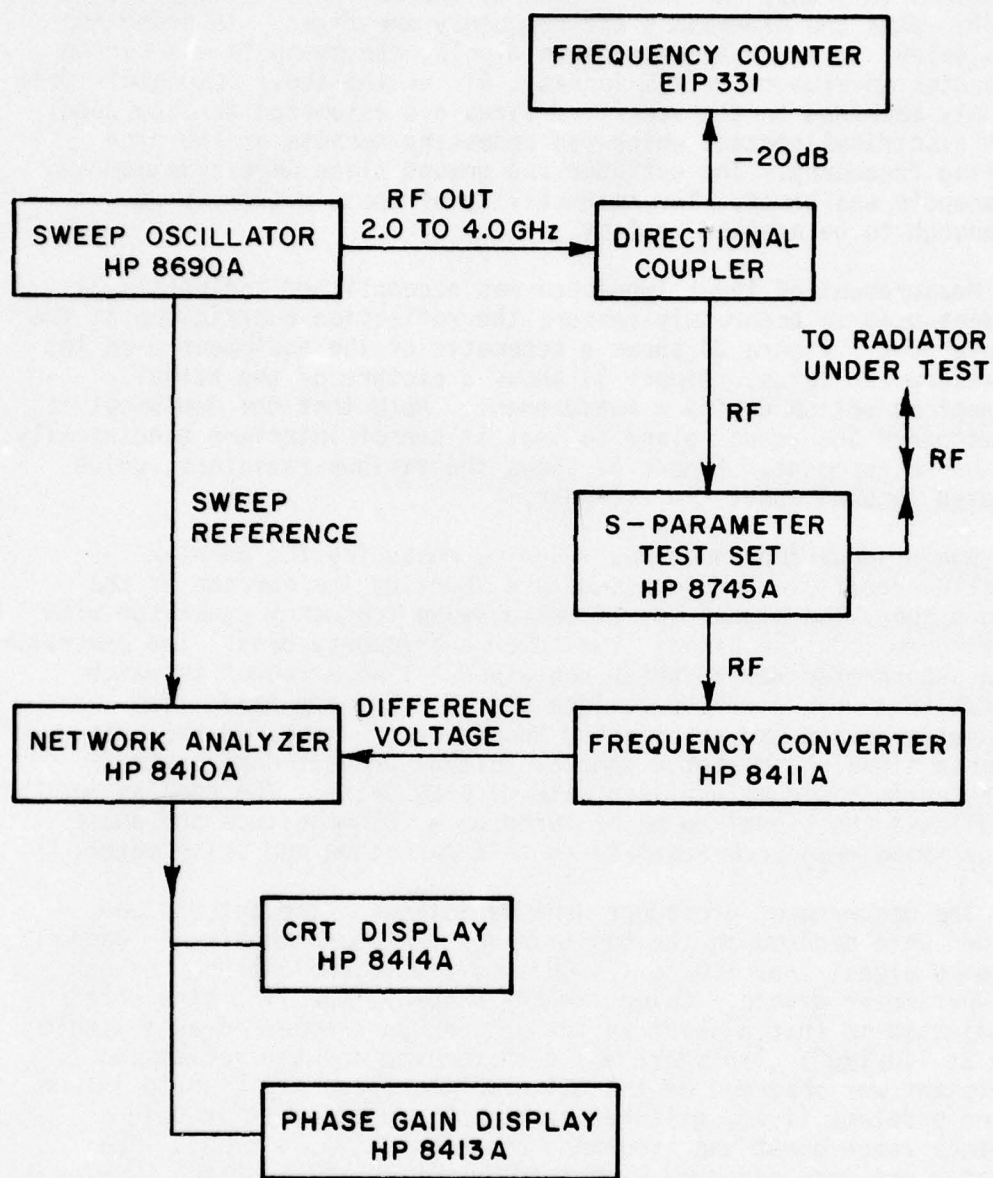 FREQUENCY COUNTER
EIP 331
−20 dB
RF OUT
2.0 TO 4.0 GHz
SWEEP OSCILLATOR
HP 8690A
DIRECTIONAL
COUPLER
TO RADIATOR
UNDER TEST
RF
RF
SWEEP
REFERENCE
S−PARAMETER
TEST SET
HP 8745A
RF
DIFFERENCE
VOLTAGE
NETWORK ANALYZER
HP 8410A
FREQUENCY CONVERTER
HP 8411A
CRT DISPLAY
HP 8414A
PHASE GAIN DISPLAY
HP 8413A